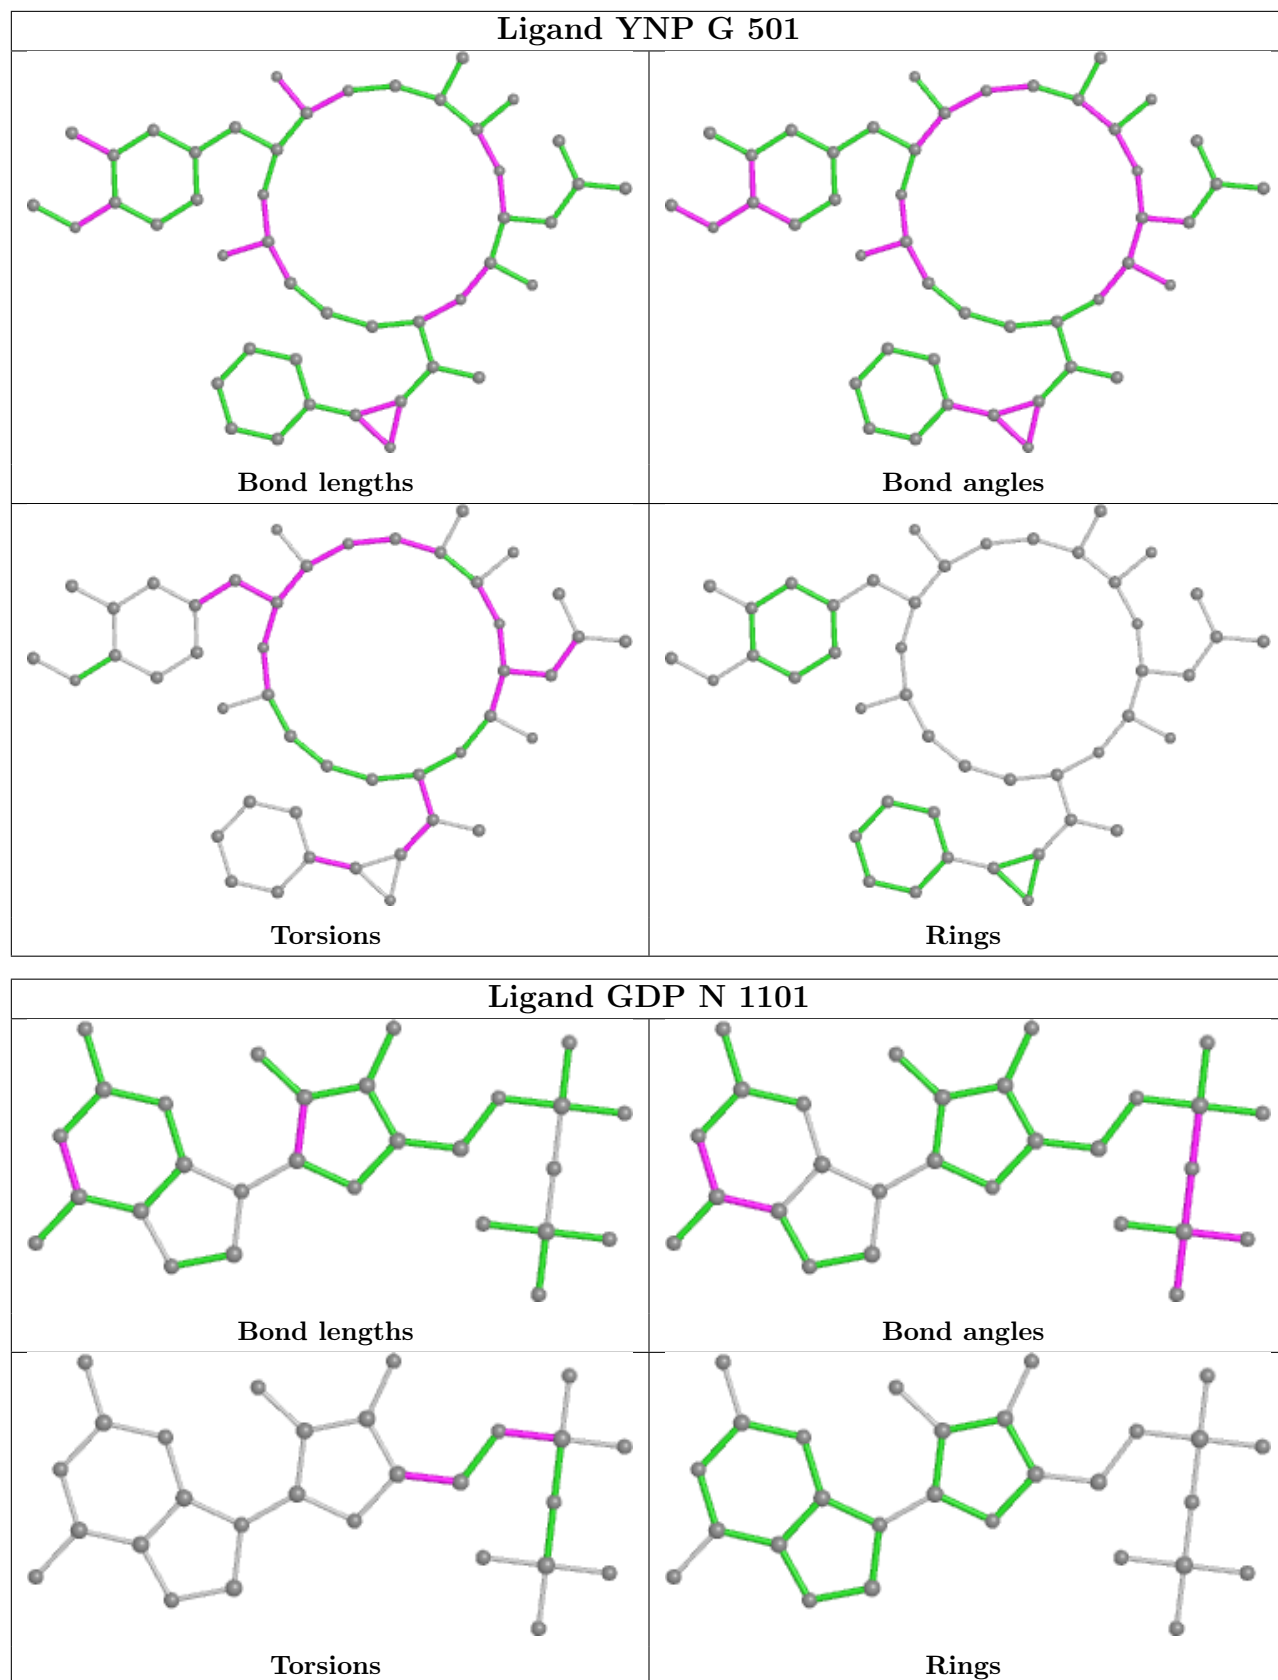 Ligand YNP G 501
Bond lengths
Bond angles
Torsions
Rings
Ligand GDP N 1101
Bond lengths
Bond angles
Torsions
Rings